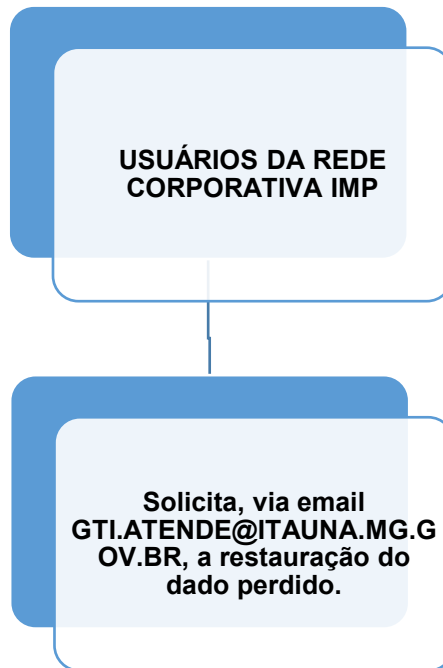 USUÁRIOS DA REDE
CORPORATIVA IMP
Solicita, via email
GTI.ATENDE@ITAUNA.MG.G
OV.BR, a restauração do
dado perdido.